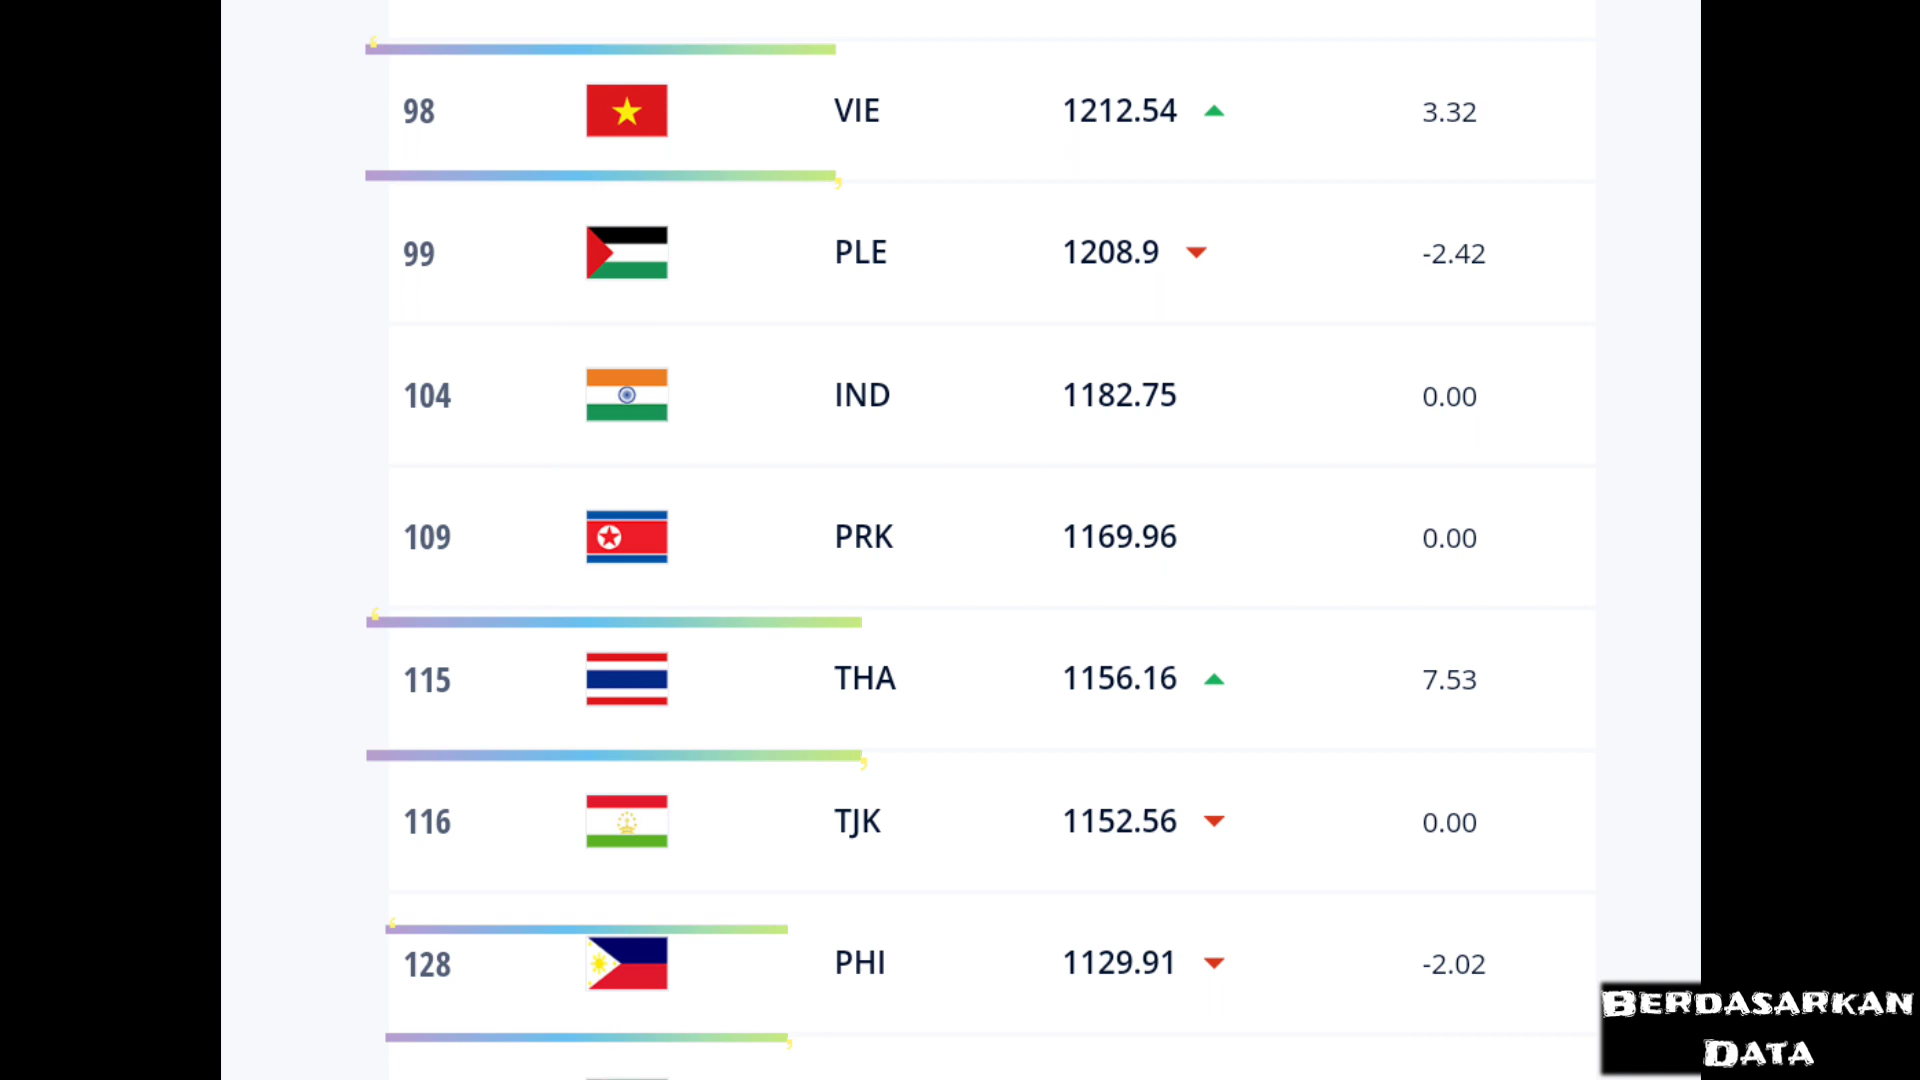 98 VIE 1212.54 3.32
99 PLE 1208.9 -2.42
104 IND 1182.75 0.00
109 PRK 1169.96 0.00
115 THA 1156.16 7.53
116 TJK 1152.56 0.00
128 PHI 1129.91 -2.02
BERDASARKAN
DATA